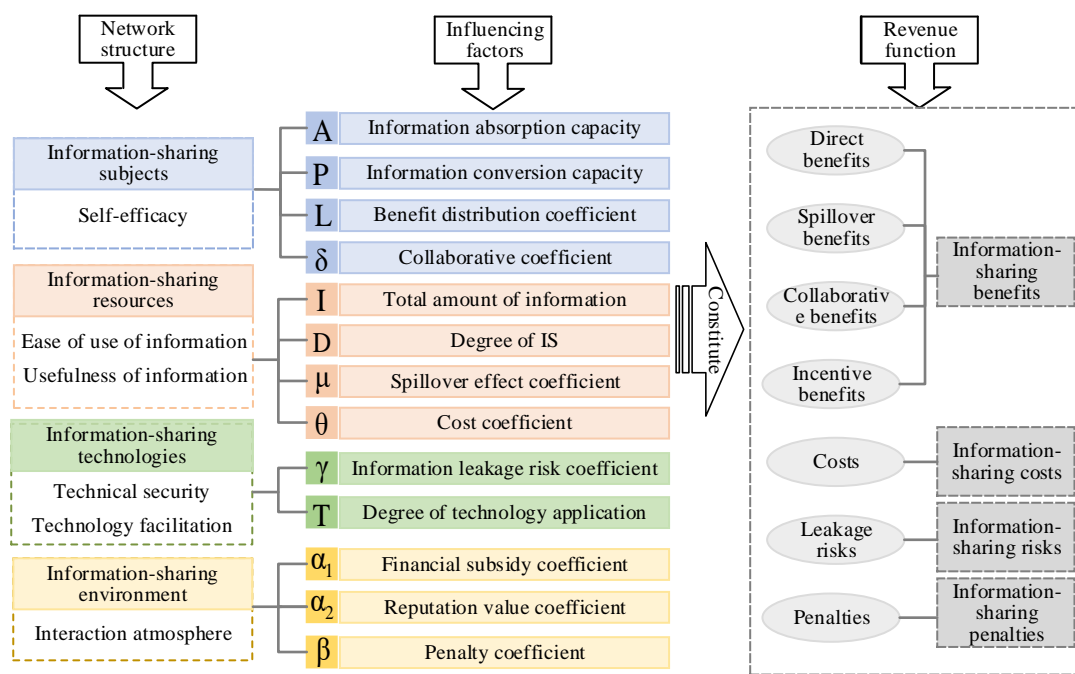 Network
structure
Influencing
factors
Revenue
function
Information-sharing
subjects
Self-efficacy
Information-sharing
resources
Ease of use of information
Usefulness of information
Information-sharing
technologies
Technical security
Technology facilitation
Information-sharing
environment
Interaction atmosphere
A Information absorption capacity
P Information conversion capacity
L Benefit distribution coefficient
δ Collaborative coefficient
I Total amount of information
D Degree of IS
μ Spillover effect coefficient
θ Cost coefficient
γ Information leakage risk coefficient
T Degree of technology application
α₁ Financial subsidy coefficient
α₂ Reputation value coefficient
β Penalty coefficient
Constitute
Direct
benefits
Spillover
benefits
Collaborativ
e benefits
Incentive
benefits
Information-
sharing
benefits
Costs
Information-
sharing costs
Leakage
risks
Information-
sharing risks
Penalties
Information-
sharing
penalties